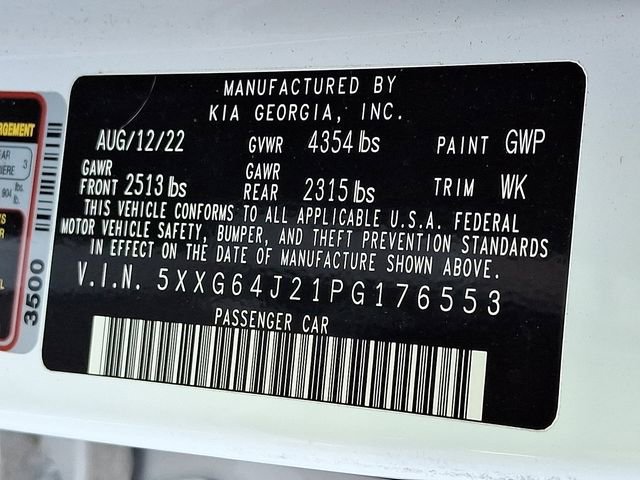 MANUFACTURED BY
KIA GEORGIA, INC.
AUG/12/22 GVWR 4354 lbs PAINT GWP
GAWR FRONT 2513 lbs GAWR REAR 2315 lbs TRIM WK
THIS VEHICLE CONFORMS TO ALL APPLICABLE U.S.A. FEDERAL
MOTOR VEHICLE SAFETY, BUMPER, AND THEFT PREVENTION STANDARDS
IN EFFECT ON THE DATE OF MANUFACTURE SHOWN ABOVE.
V.I.N. 5XXG64J21PG176553
PASSENGER CAR
3500